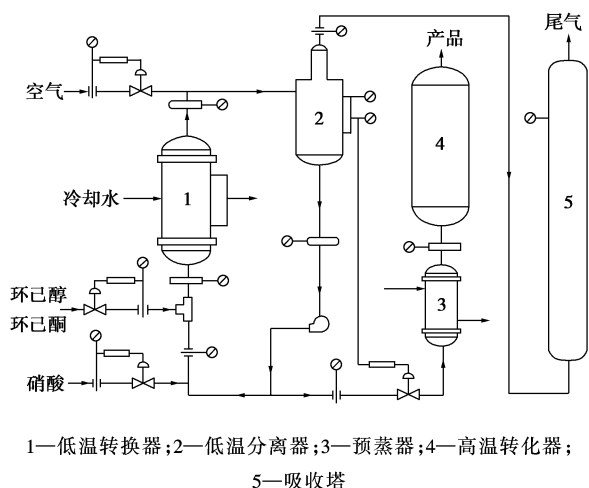 尾气
产品
空气
2
4
冷却水
1
5
环己醇
环己酮
3
硝酸
1—低温转换器;2—低温分离器;3—预蒸器;4—高温转化器;
5—吸收塔